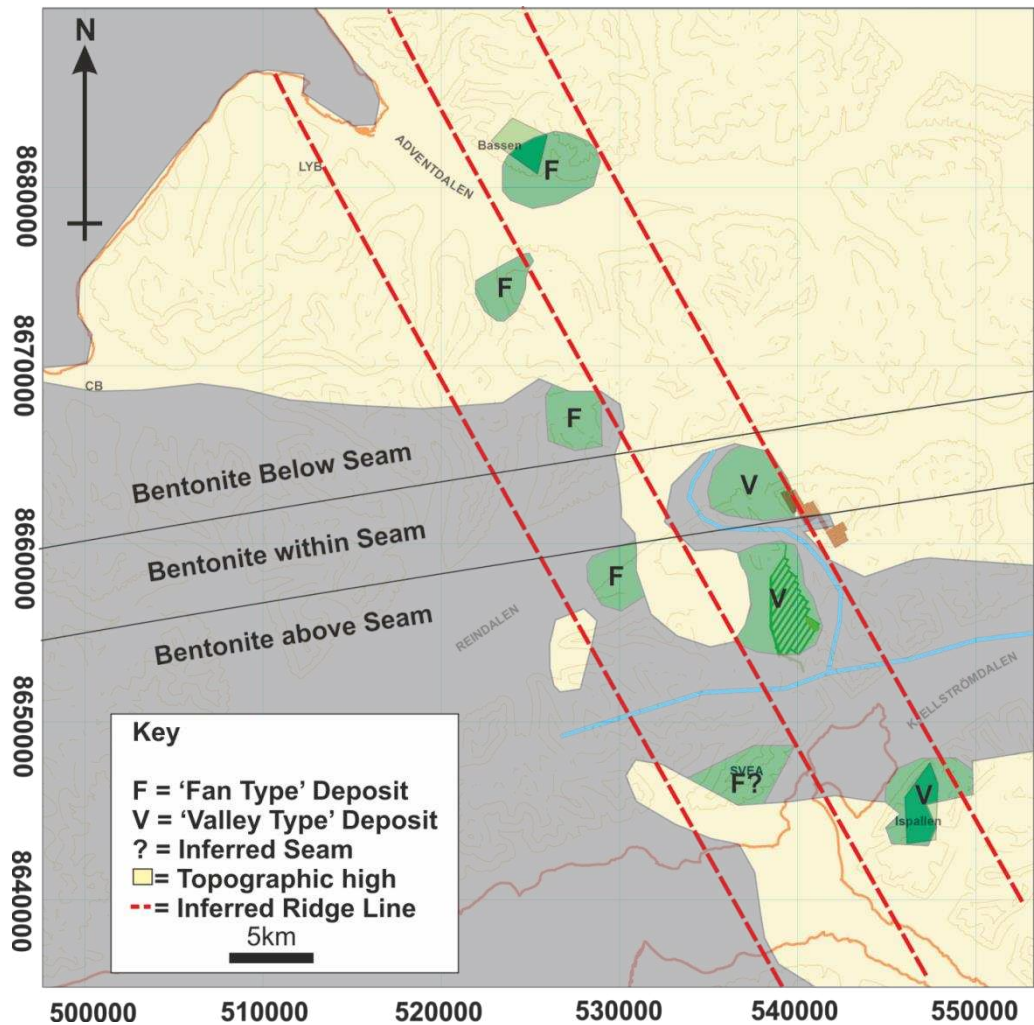 N
Bassen
ADVENTDALEN
LYB
F
F
CB
F
Bentonite Below Seam
V
Bentonite within Seam
F
V
Bentonite above Seam
REINDALEN
KJELLSTRÖMDALEN
SVEA
F?
V
Ispallen
Key
F = 'Fan Type' Deposit
V = 'Valley Type' Deposit
? = Inferred Seam
= Topographic high
= Inferred Ridge Line
5km
8680000
8670000
8660000
8650000
8640000
500000 510000 520000 530000 540000 550000